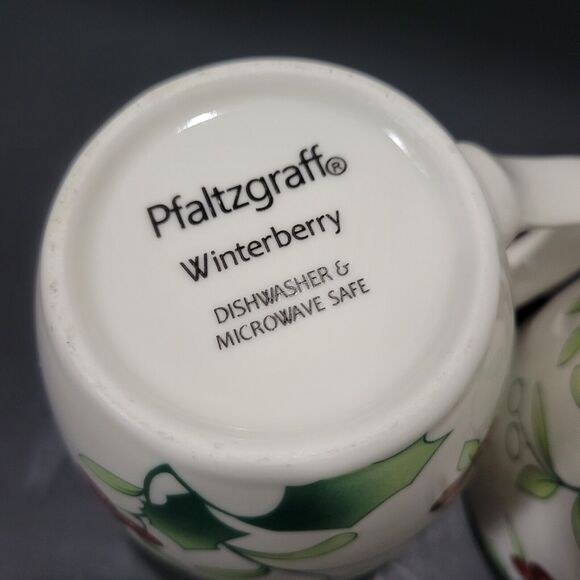 Pfaltzgraff®
Winterberry
DISHWASHER &
MICROWAVE SAFE